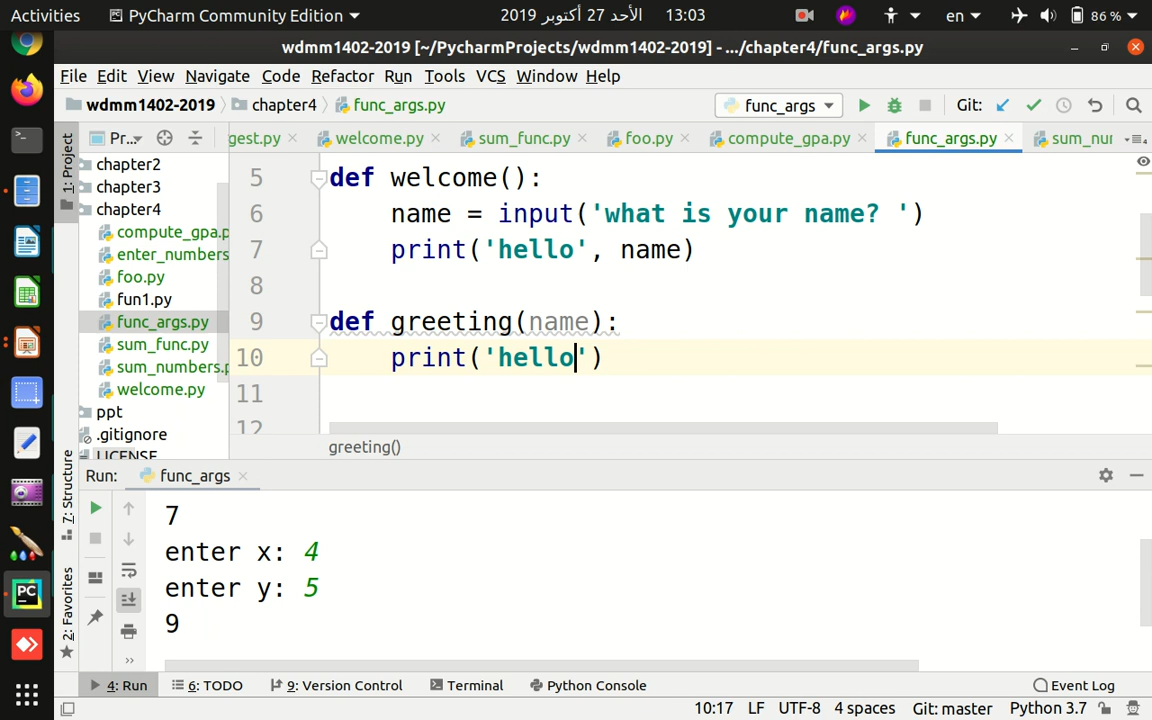 Activities PyCharm Community Edition الأحد 27 أكتوبر 2019 13:03 en 86 %
wdmm1402-2019 [~/PycharmProjects/wdmm1402-2019] - .../chapter4/func_args.py
File Edit View Navigate Code Refactor Run Tools VCS Window Help
wdmm1402-2019 chapter4 func_args.py func_args Git:
1: Project Pr... gest.py welcome.py sum_func.py foo.py compute_gpa.py func_args.py sum_nur
chapter2
chapter3
chapter4
compute_gpa.p
enter_numbers
foo.py
fun1.py
func_args.py
sum_func.py
sum_numbers.p
welcome.py
ppt
.gitignore
LICENSE
5 def welcome():
6 name = input('what is your name? ')
7 print('hello', name)
8
9 def greeting(name):
10 print('hello')
11
12
greeting()
7: Structure
2: Favorites
Run: func_args
7
enter x: 4
enter y: 5
9
4: Run 6: TODO 9: Version Control Terminal Python Console Event Log
10:17 LF UTF-8 4 spaces Git: master Python 3.7